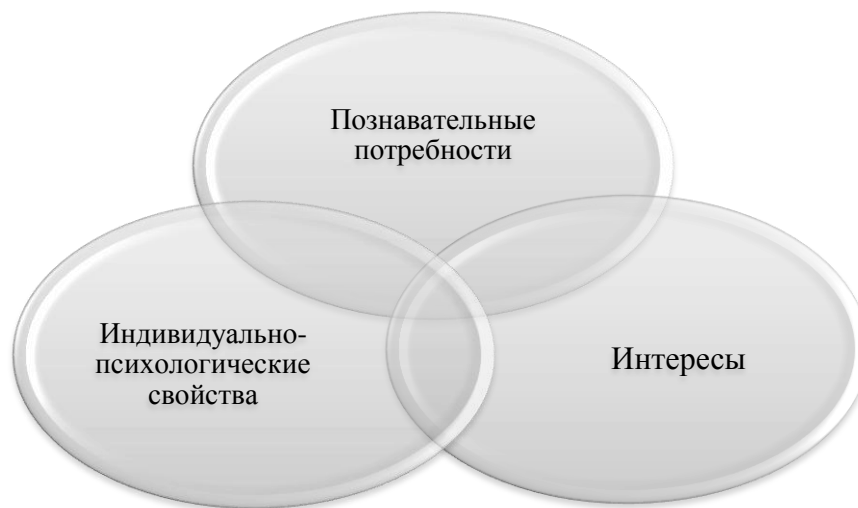 Познавательные
потребности
Индивидуально-
психологические
свойства
Интересы